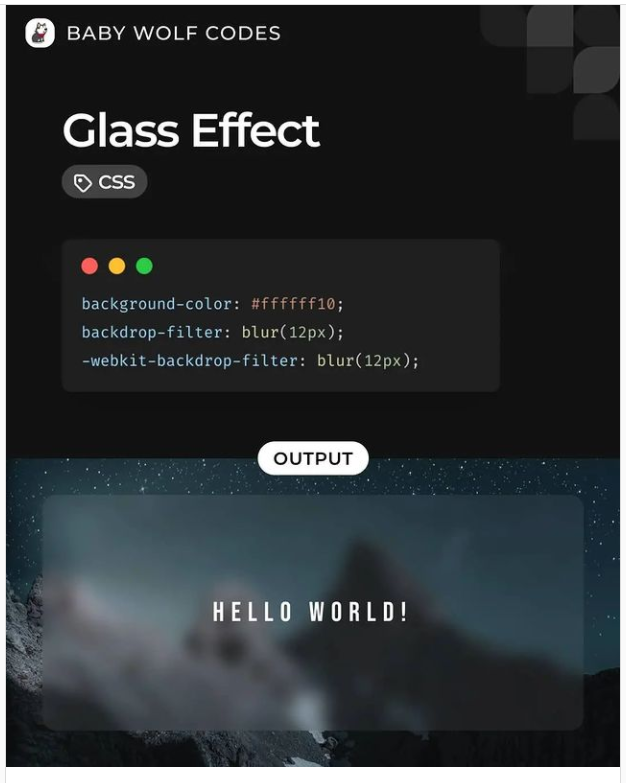 BABY WOLF CODES
Glass Effect
CSS
background-color: #ffffff10;
backdrop-filter: blur(12px);
-webkit-backdrop-filter: blur(12px);
OUTPUT
HELLO WORLD!